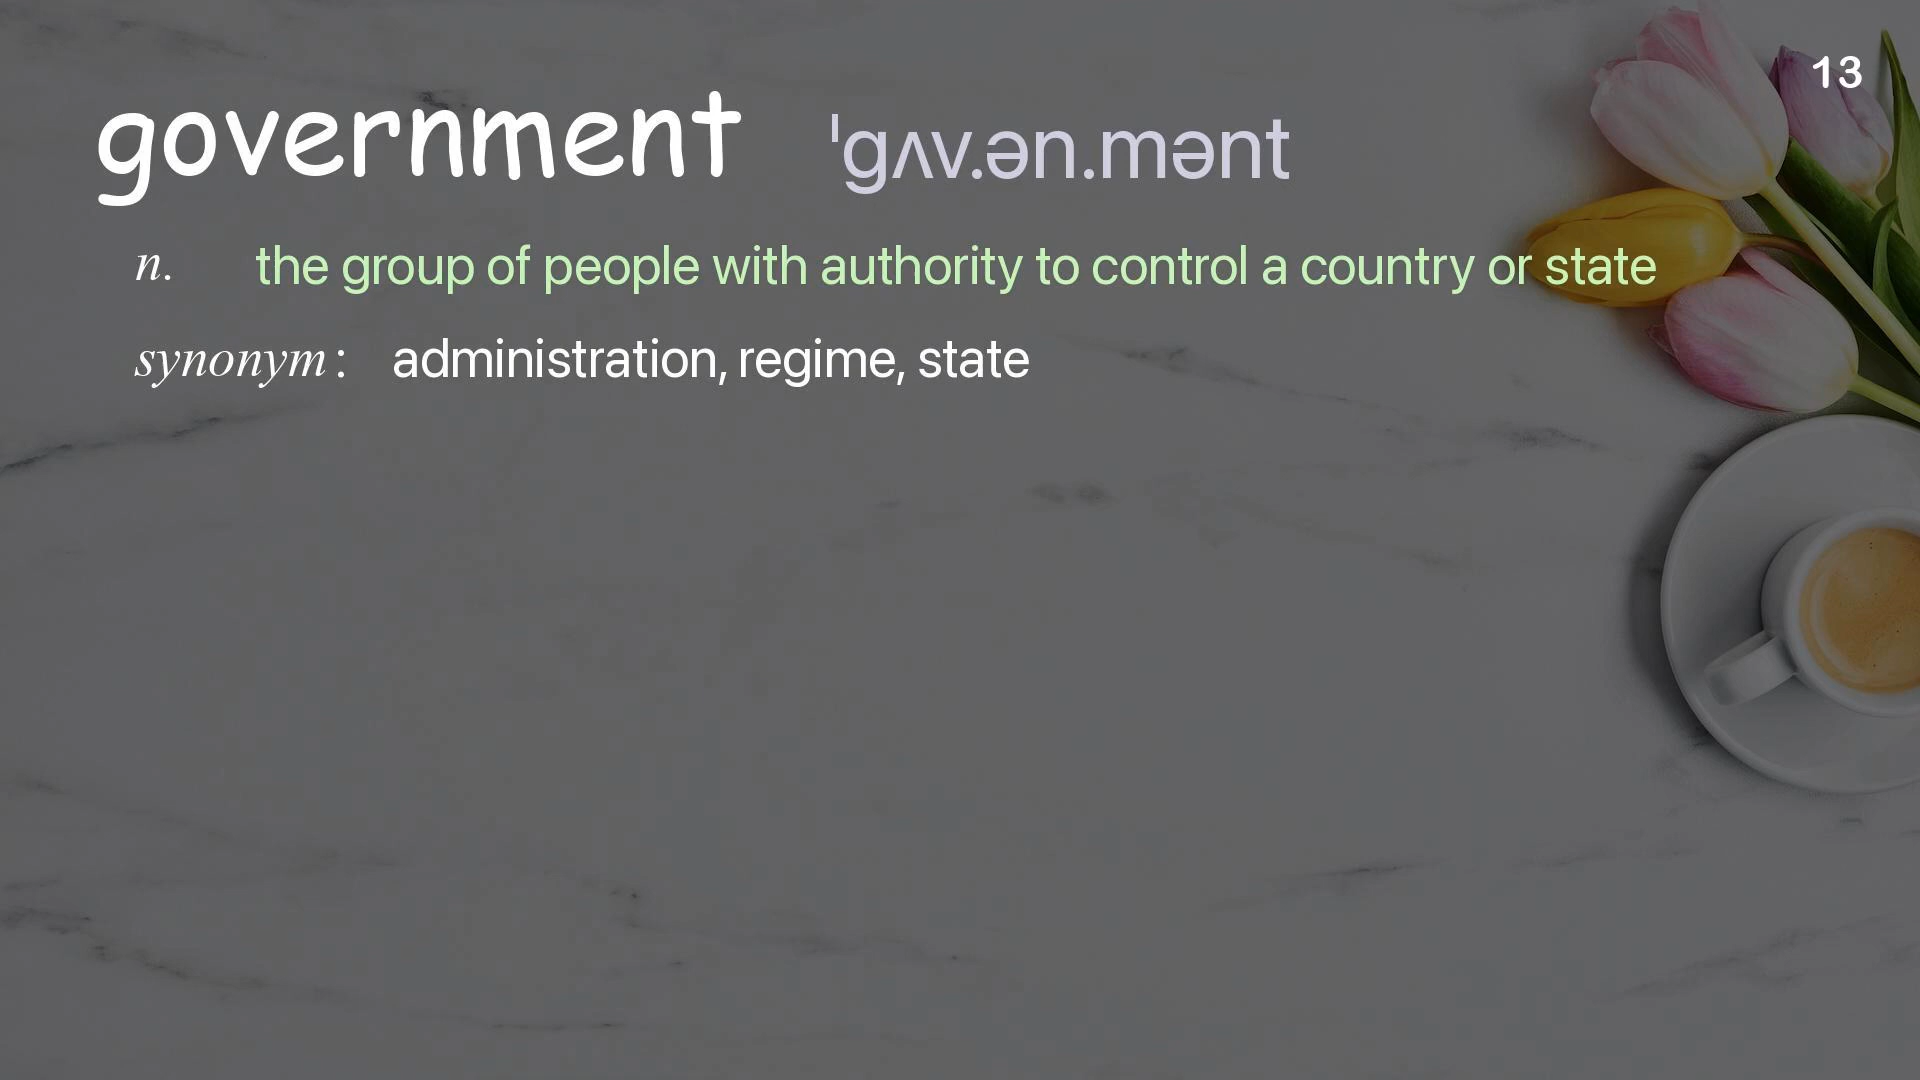 13
government ˈɡʌv.ən.mənt
n. the group of people with authority to control a country or state
synonym: administration, regime, state